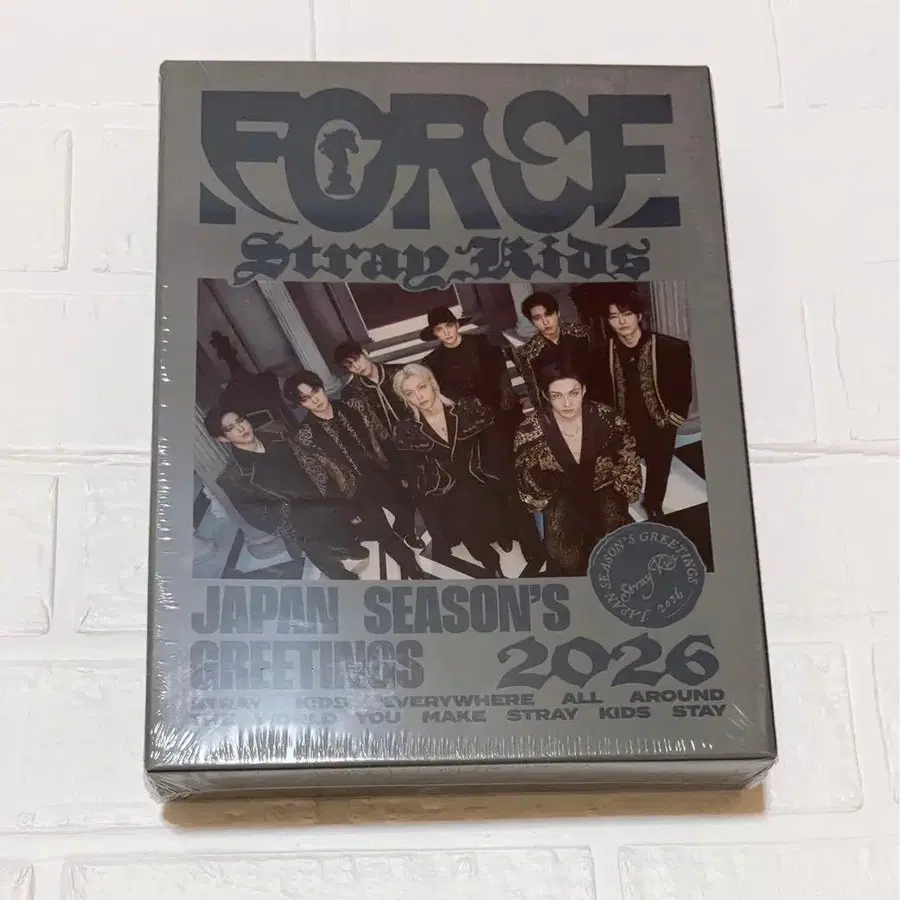 FORCE
Stray Kids
JAPAN SEASON'S GREETINGS
Stray Kids
2026
JAPAN SEASON'S
GREETINGS 2026
STRAY KIDS EVERYWHERE ALL AROUND
THE WORLD YOU MAKE STRAY KIDS STAY